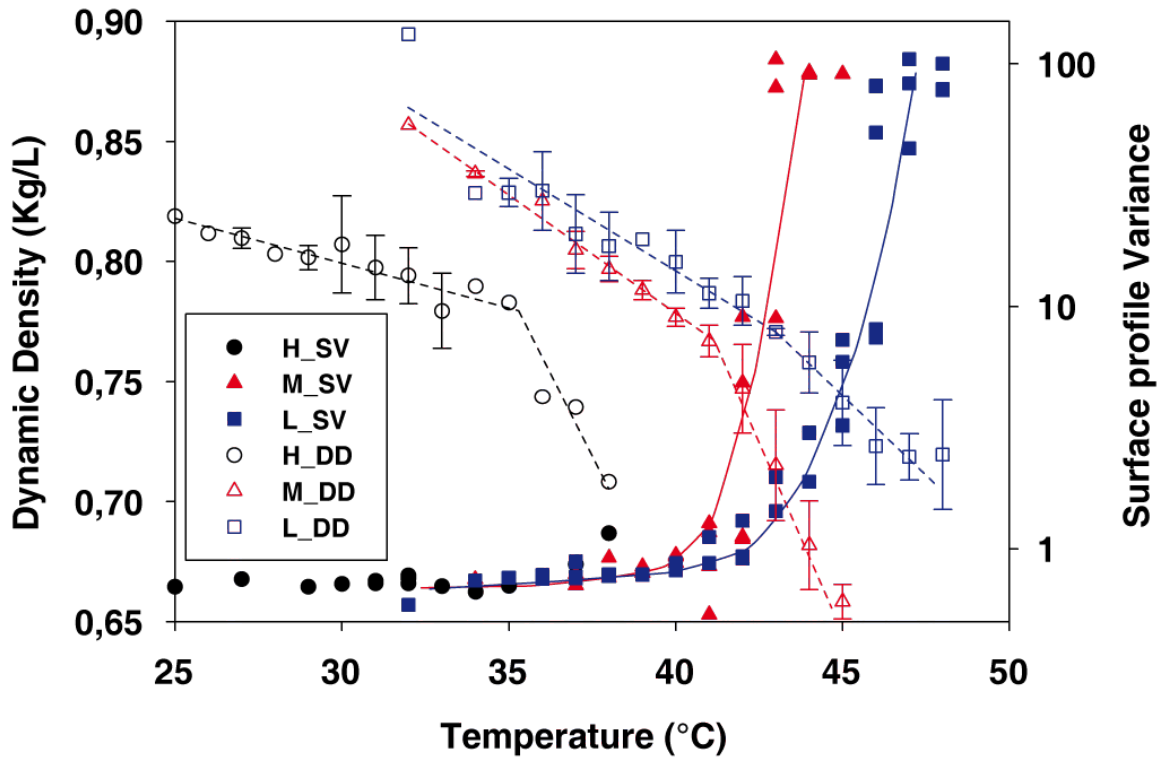 0,90
0,85
0,80
0,75
0,70
0,65
Dynamic Density (Kg/L)
100
10
1
Surface profile Variance
H_SV
M_SV
L_SV
H_DD
M_DD
L_DD
25 30 35 40 45 50
Temperature (°C)